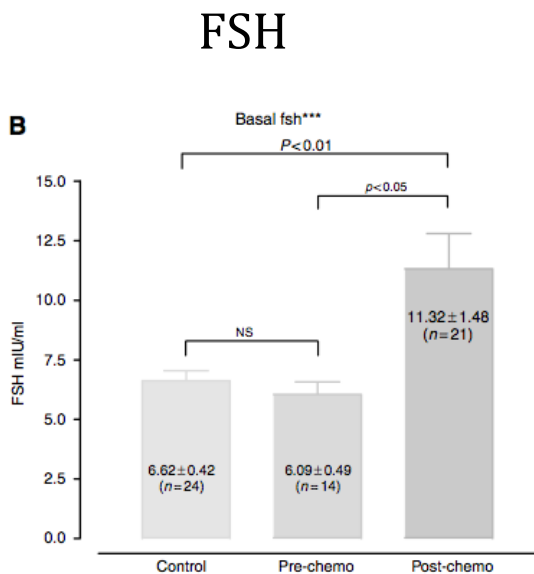 FSH
B
Basal fsh***
P<0.01
p<0.05
NS
FSH mIU/ml
15.0
12.5
10.0
7.5
5.0
2.5
0.0
6.62±0.42
(n=24)
6.09±0.49
(n=14)
11.32±1.48
(n=21)
Control Pre-chemo Post-chemo